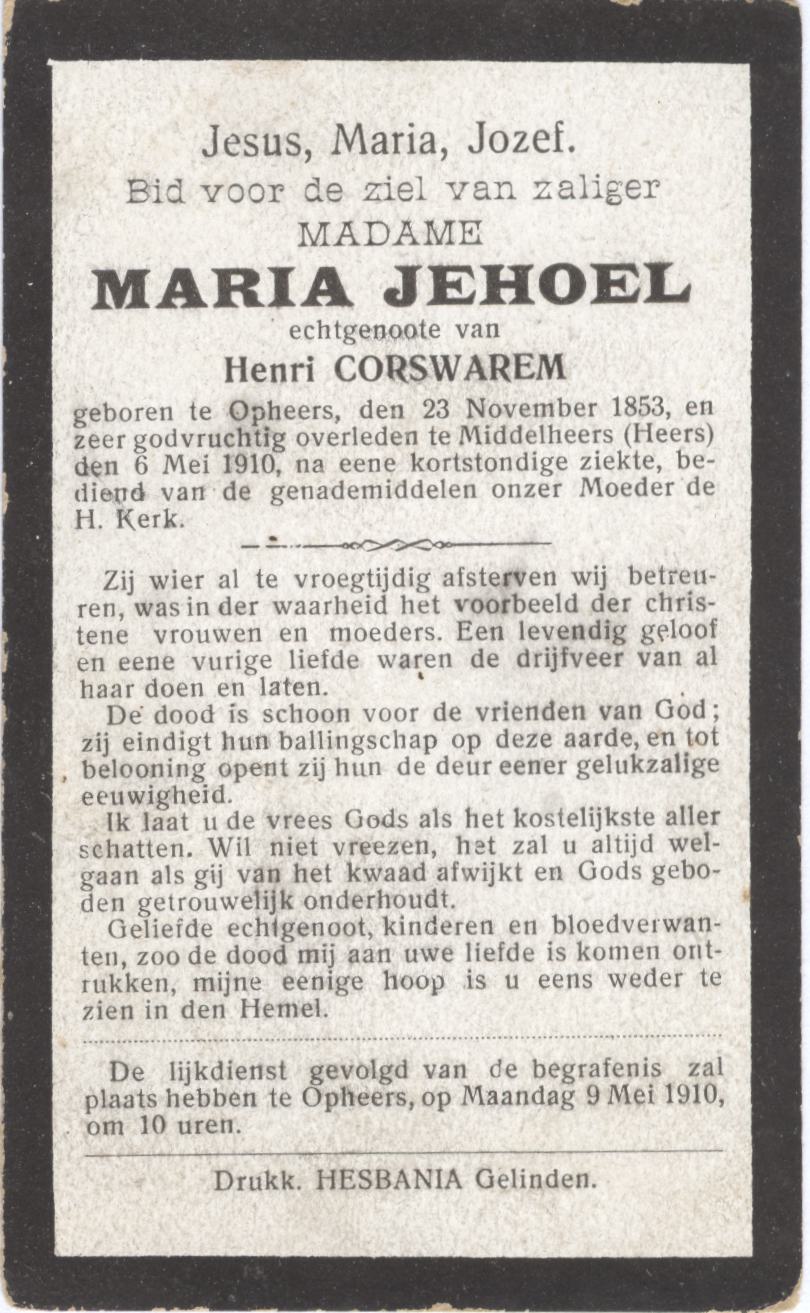 Jesus, Maria, Jozef.
Bid voor de ziel van zaliger
MADAME
MARIA JEHOEL
echtgenoote van
Henri CORSWAREM
geboren te Opheers, den 23 November 1853, en
zeer godvruchtig overleden te Middelheers (Heers)
den 6 Mei 1910, na eene kortstondige ziekte, be-
diend van de genademiddelen onzer Moeder de
H. Kerk.
Zij wier al te vroegtijdig afsterven wij betreu-
ren, was in der waarheid het voorbeeld der chris-
tene vrouwen en moeders. Een levendig geloof
en eene vurige liefde waren de drijfveer van al
haar doen en laten.
De dood is schoon voor de vrienden van God;
zij eindigt hun ballingschap op deze aarde, en tot
belooning opent zij hun de deur eener gelukzalige
eeuwigheid.
Ik laat u de vrees Gods als het kostelijkste aller
schatten. Wil niet vreezen, het zal u altijd wel-
gaan als gij van het kwaad afwijkt en Gods gebo-
den getrouwelijk onderhoudt.
Geliefde echtgenoot, kinderen en bloedverwan-
ten, zoo de dood mij aan uwe liefde is komen ont-
rukken, mijne eenige hoop is u eens weder te
zien in den Hemel.
De lijkdienst gevolgd van de begrafenis zal
plaats hebben te Opheers, op Maandag 9 Mei 1910,
om 10 uren.
Drukk. HESBANIA Gelinden.